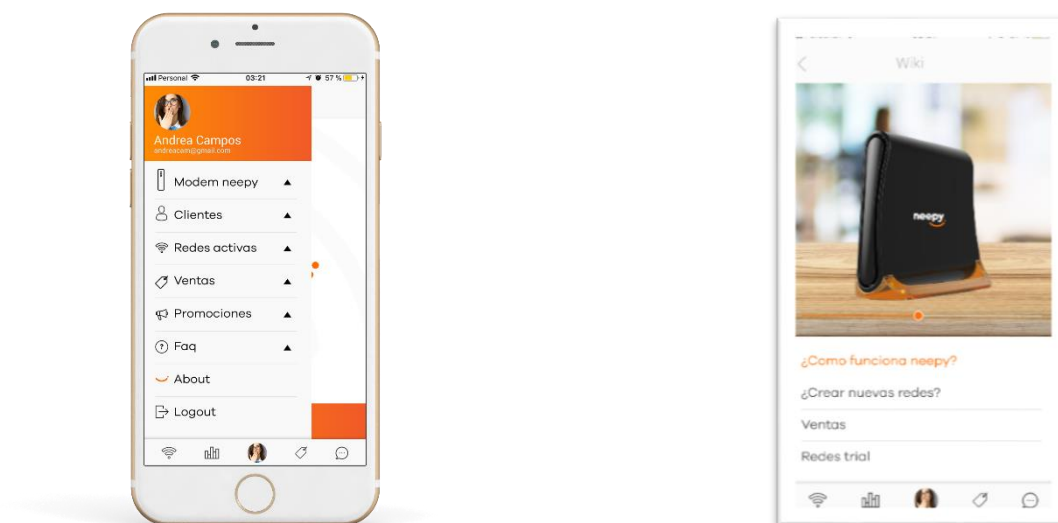 Personal 03:21 57 %
Andrea Campos
andreacam@gmail.com
Modem neepy
Clientes
Redes activas
Ventas
Promociones
Faq
About
Logout
Wiki
neepy
¿Como funciona neepy?
¿Crear nuevas redes?
Ventas
Redes trial